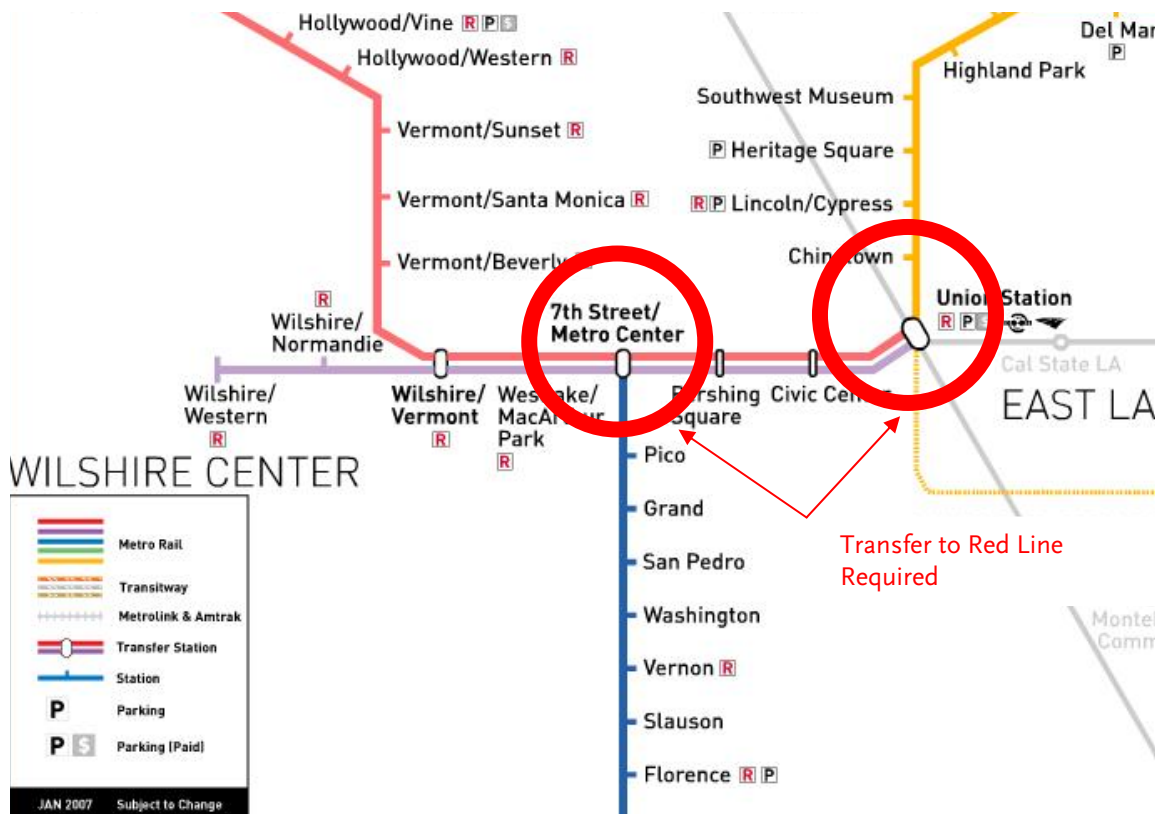 Hollywood/Vine R P $
Hollywood/Western R
Vermont/Sunset R
Vermont/Santa Monica R
Vermont/Beverly
R
Wilshire/
Normandie
Wilshire/
Western
R
Wilshire/
Vermont
R
Westlake/
MacArthur
Park
R
7th Street/
Metro Center
Pershing
Square
Civic Center
Del Mar
P
Highland Park
Southwest Museum
P Heritage Square
R P Lincoln/Cypress
Chinatown
Union Station
R P $
Cal State LA
EAST LA
WILSHIRE CENTER
Pico
Grand
San Pedro
Washington
Vernon R
Slauson
Florence R P
Transfer to Red Line
Required
Montel
Comm
Metro Rail
Transitway
Metrolink & Amtrak
Transfer Station
Station
P Parking
P $ Parking (Paid)
JAN 2007 Subject to Change